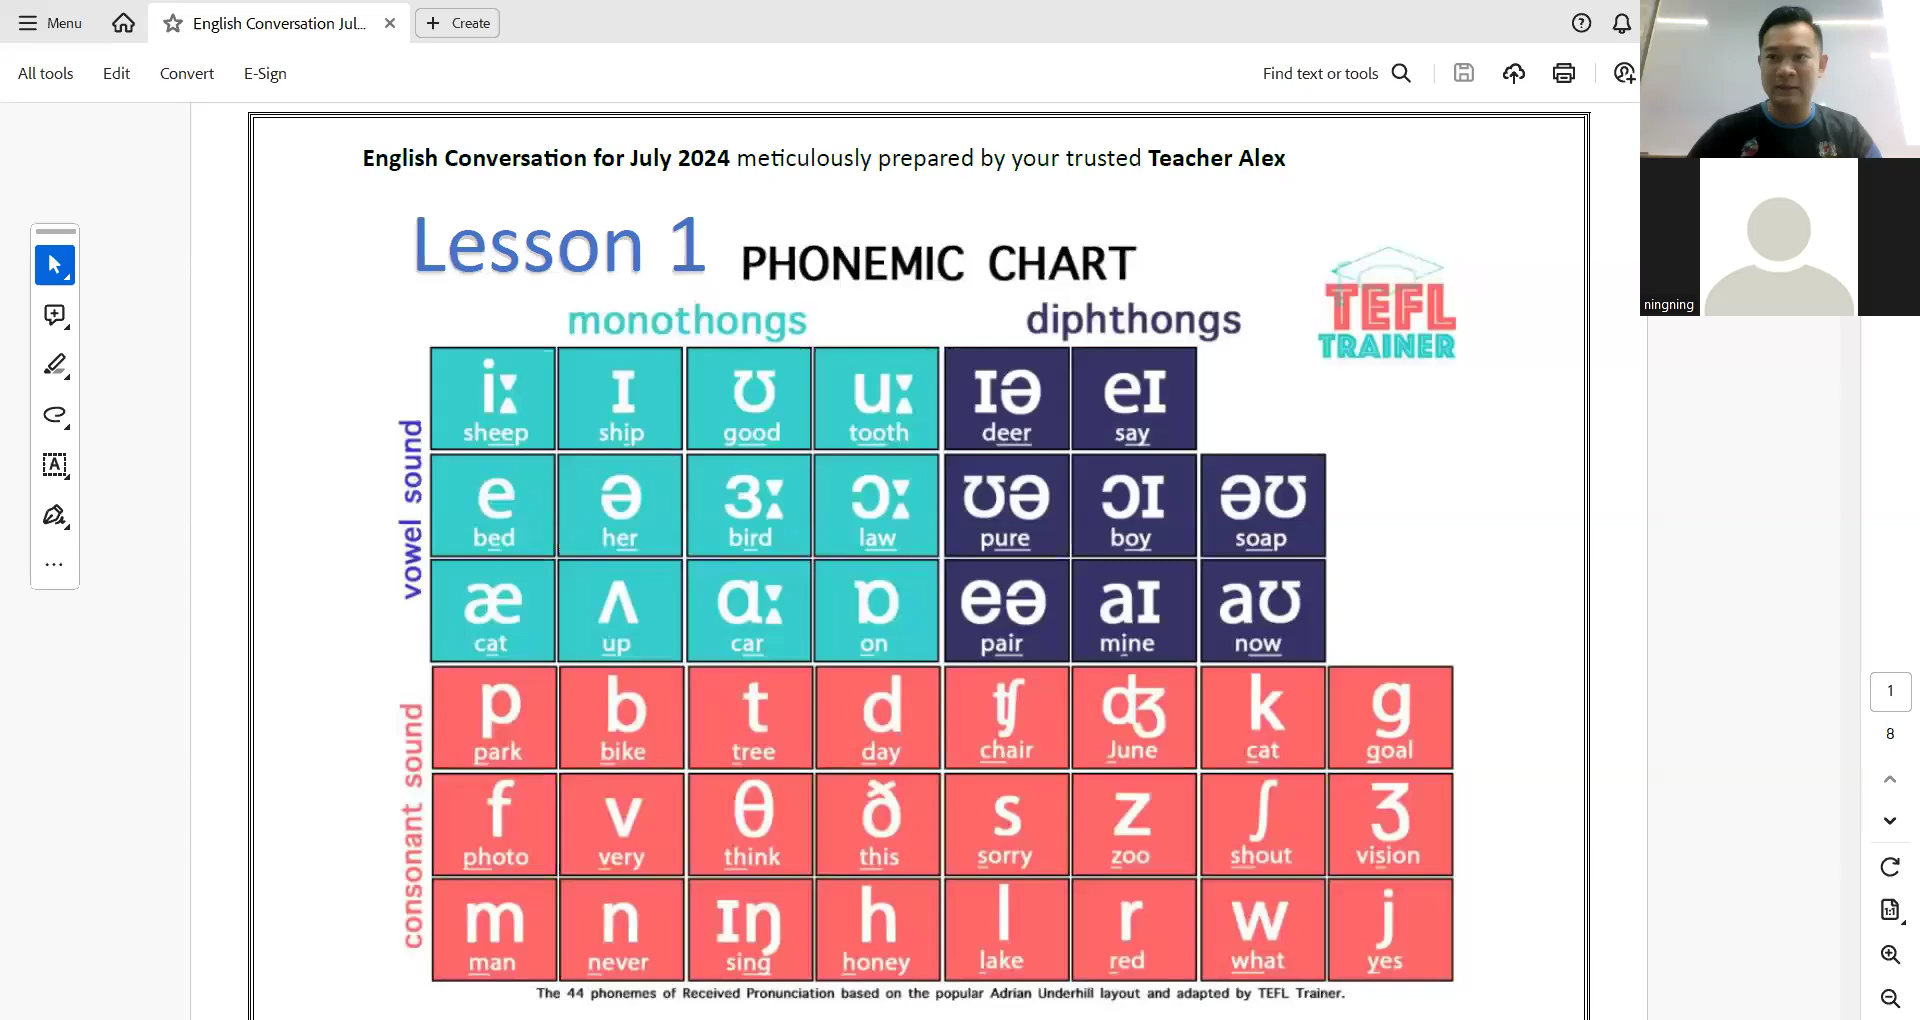 Menu
English Conversation Jul...
Create
All tools
Edit
Convert
E-Sign
Find text or tools
ningning
English Conversation for July 2024 meticulously prepared by your trusted Teacher Alex
Lesson 1
PHONEMIC CHART
monothongs
diphthongs
TEFL
TRAINER
vowel sound
iː ɪ ʊ uː ɪə eɪ
sheep ship good tooth deer say
e ə ɜː ɔː ʊə ɔɪ əʊ
bed her bird law pure boy soap
æ ʌ ɑː ɒ eə aɪ aʊ
cat up car on pair mine now
consonant sound
p b t d ʧ ʤ k g
park bike tree day chair June cat goal
f v θ ð s z ʃ ʒ
photo very think this sorry zoo shout vision
m n ɪŋ h l r w j
man never sing honey lake red what yes
The 44 phonemes of Received Pronunciation based on the popular Adrian Underhill layout and adapted by TEFL Trainer.
1
8